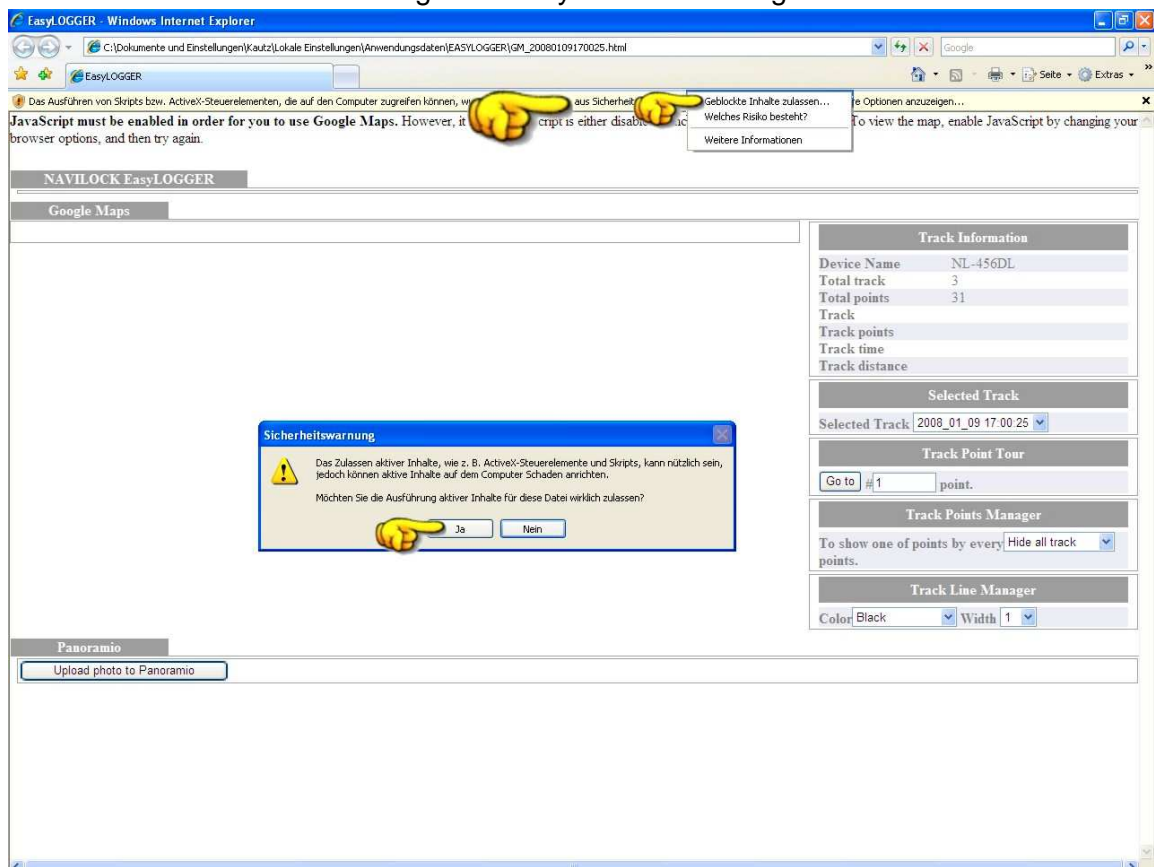 EasyLOGGER - Windows Internet Explorer
C:\Dokumente und Einstellungen\Kautz\Lokale Einstellungen\Anwendungsdaten\EASYLOGGER\GM_20080109170025.html
Google
EasyLOGGER
Seite
Extras
Das Ausführen von Skripts bzw. ActiveX-Steuerelementen, die auf den Computer zugreifen können, aus Sicherheit re Optionen anzuzeigen...
Geblockte Inhalte zulassen...
Welches Risiko besteht?
Weitere Informationen
JavaScript must be enabled in order for you to use Google Maps. However, it cript is either To view the map, enable JavaScript by changing your
browser options, and then try again.
NAVILOCK EasyLOGGER
Google Maps
Track Information
Device Name NL-456DL
Total track 3
Total points 31
Track
Track points
Track time
Track distance
Selected Track
Selected Track 2008_01_09 17:00:25
Track Point Tour
Go to # 1 point.
Track Points Manager
To show one of points by every Hide all track
points.
Track Line Manager
Color Black Width 1
Sicherheitswarnung
Das Zulassen aktiver Inhalte, wie z. B. ActiveX-Steuerelemente und Skripts, kann nützlich sein,
jedoch können aktive Inhalte auf dem Computer Schaden anrichten.
Möchten Sie die Ausführung aktiver Inhalte für diese Datei wirklich zulassen?
Ja Nein
Panoramio
Upload photo to Panoramio